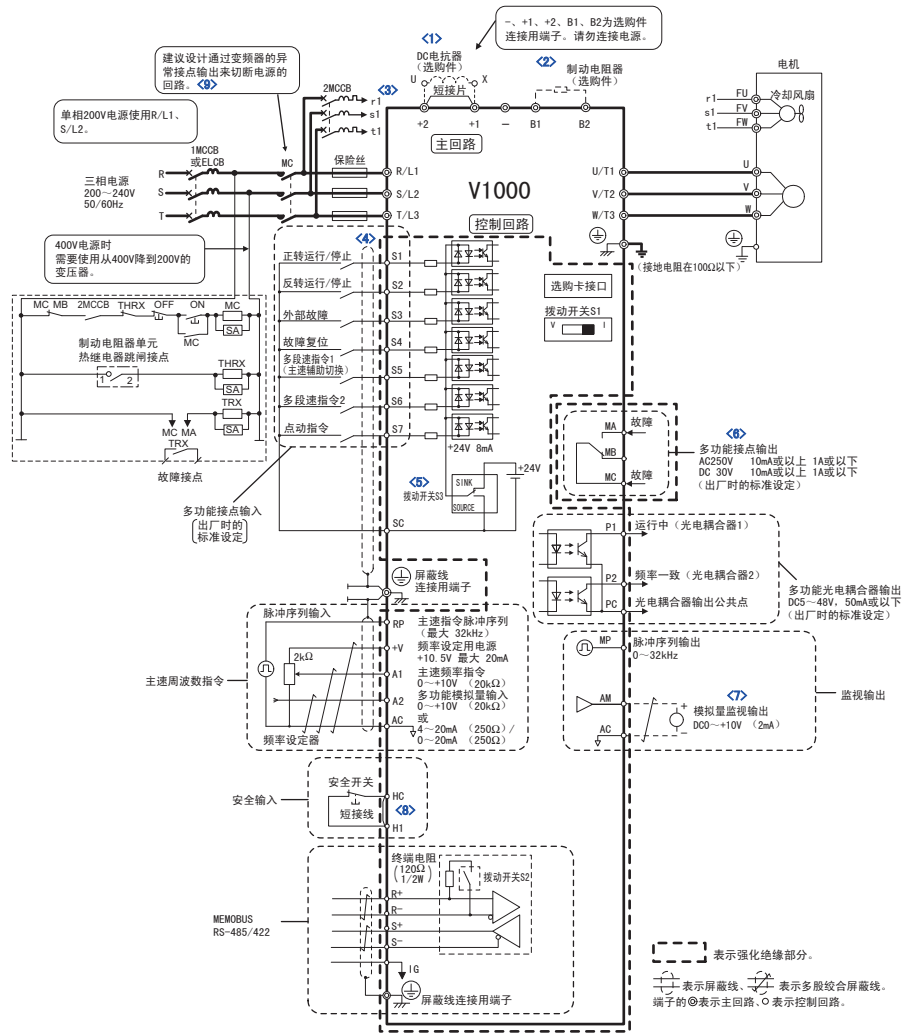 -、+1、+2、B1、B2为选购件
连接用端子。请勿连接电源。
<1>
DC电抗器
(选购件)
U
X
短接片
<2>
制动电阻器
(选购件)
+2
+1
-
B1
B2
主回路
建议设计通过变频器的异
常接点输出来切断电源的
回路。<9>
2MCCB
<3>
r1
s1
t1
单相200V电源使用R/L1、
S/L2。
1MCCB
或ELCB
MC
保险丝
三相电源
200～240V
50/60Hz
R
S
T
R/L1
S/L2
T/L3
V1000
控制回路
U/T1
V/T2
W/T3
电机
r1
FU
s1
FV
t1
FW
冷却风扇
U
V
W
(接地电阻在100Ω以下)
400V电源时
需要使用从400V降到200V的
变压器。
MC MB
2MCCB
THRX
OFF
ON
MC
SA
MC
制动电阻器单元
热继电器跳闸接点
1
2
THRX
SA
TRX
SA
MC MA
TRX
故障接点
<4>
正转运行/停止
S1
反转运行/停止
S2
外部故障
S3
故障复位
S4
多段速指令1
(主速辅助切换)
S5
多段速指令2
S6
点动指令
S7
+24V 8mA
多功能接点输入
出厂时的
标准设定
<5>
拨动开关S3
SINK
SOURCE
+24V
SC
选购卡接口
拨动开关S1
V
I
MA
故障
MB
MC
故障
<6>
多功能接点输出
AC250V 10mA或以上 1A或以下
DC 30V 10mA或以上 1A或以下
(出厂时的标准设定)
P1
运行中(光电耦合器1)
P2
频率一致(光电耦合器2)
PC
光电耦合器输出公共点
多功能光电耦合器输出
DC5～48V，50mA或以下
(出厂时的标准设定)
屏蔽线
连接用端子
脉冲序列输入
RP
主速指令脉冲序列
(最大 32kHz)
+V
频率设定用电源
+10.5V 最大 20mA
2kΩ
A1
主速频率指令
0～+10V (20kΩ)
A2
多功能模拟量输入
0～+10V (20kΩ)
或
4～20mA (250Ω)/
0～20mA (250Ω)
AC
主速周波数指令
频率设定器
MP
脉冲序列输出
0～32kHz
AM
<7>
+
模拟量监视输出
DC0～+10V (2mA)
AC
-
监视输出
安全输入
安全开关
短接线
HC
H1
<8>
MEMOBUS
RS-485/422
终端电阻
(120Ω
1/2W)
拨动开关S2
R+
R-
S+
S-
IG
屏蔽线连接用端子
表示强化绝缘部分。
表示屏蔽线、
表示多股绞合屏蔽线。
端子的◎表示主回路、○表示控制回路。